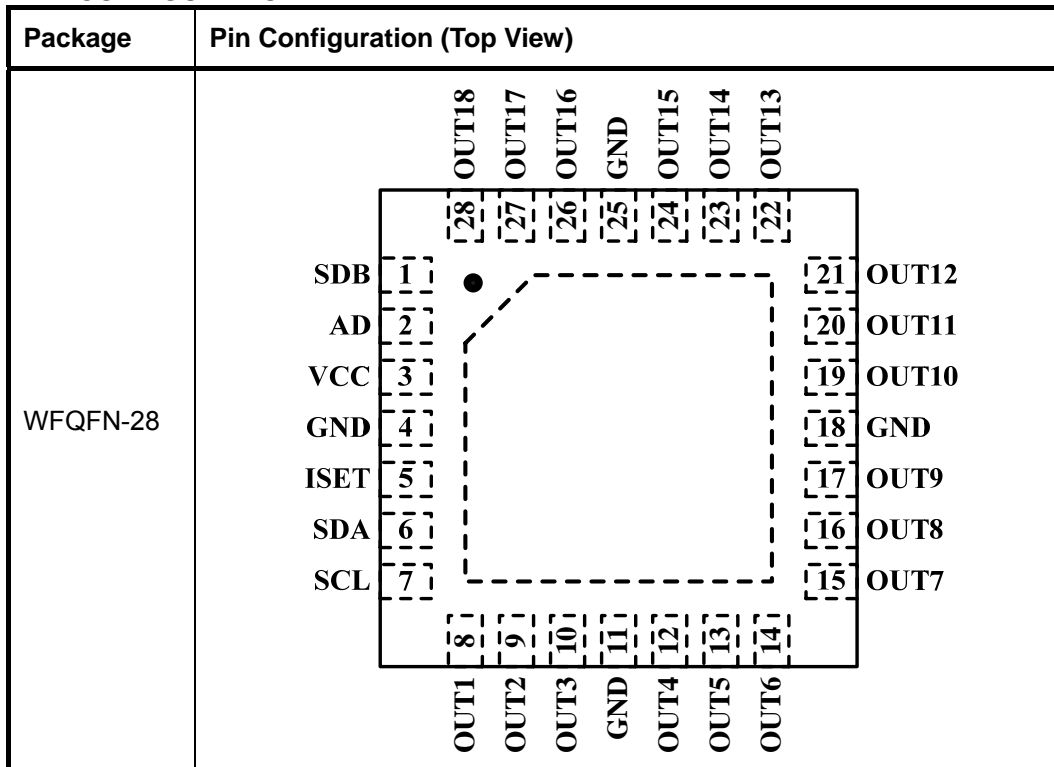 Package Pin Configuration (Top View)
WFQFN-28
OUT18 OUT17 OUT16 GND OUT15 OUT14 OUT13
28 27 26 25 24 23 22
SDB 1 21 OUT12
AD 2 20 OUT11
VCC 3 19 OUT10
GND 4 18 GND
ISET 5 17 OUT9
SDA 6 16 OUT8
SCL 7 15 OUT7
8 9 10 11 12 13 14
OUT1 OUT2 OUT3 GND OUT4 OUT5 OUT6